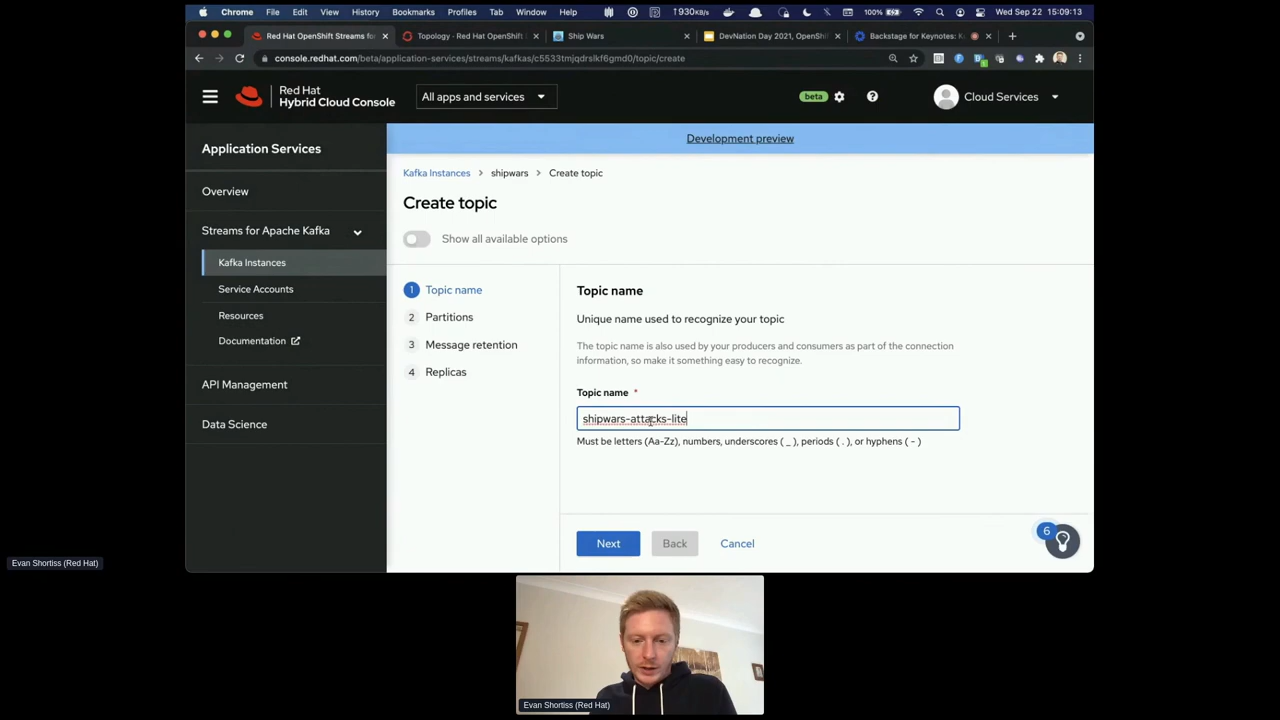 Chrome File Edit View History Bookmarks Profiles Tab Window Help 100% Wed Sep 22 15:09:13
Red Hat OpenShift Streams for Topology - Red Hat OpenShift Ship Wars DevNation Day 2021, OpenShi Backstage for Keynotes:
console.redhat.com/beta/application-services/streams/kafkas/c5533tmjqdrslkf6gmd0/topic/create
Red Hat
Hybrid Cloud Console
All apps and services
beta
Cloud Services
Development preview
Application Services
Overview
Streams for Apache Kafka
Kafka Instances
Service Accounts
Resources
Documentation
API Management
Data Science
Kafka Instances > shipwars > Create topic
Create topic
Show all available options
1 Topic name
2 Partitions
3 Message retention
4 Replicas
Topic name
Unique name used to recognize your topic
The topic name is also used by your producers and consumers as part of the connection
information, so make it something easy to recognize.
Topic name *
shipwars-attacks-lite
Must be letters (Aa-Zz), numbers, underscores ( _ ), periods ( . ), or hyphens ( - )
Next Back Cancel
6
Evan Shortiss (Red Hat)
Evan Shortiss (Red Hat)